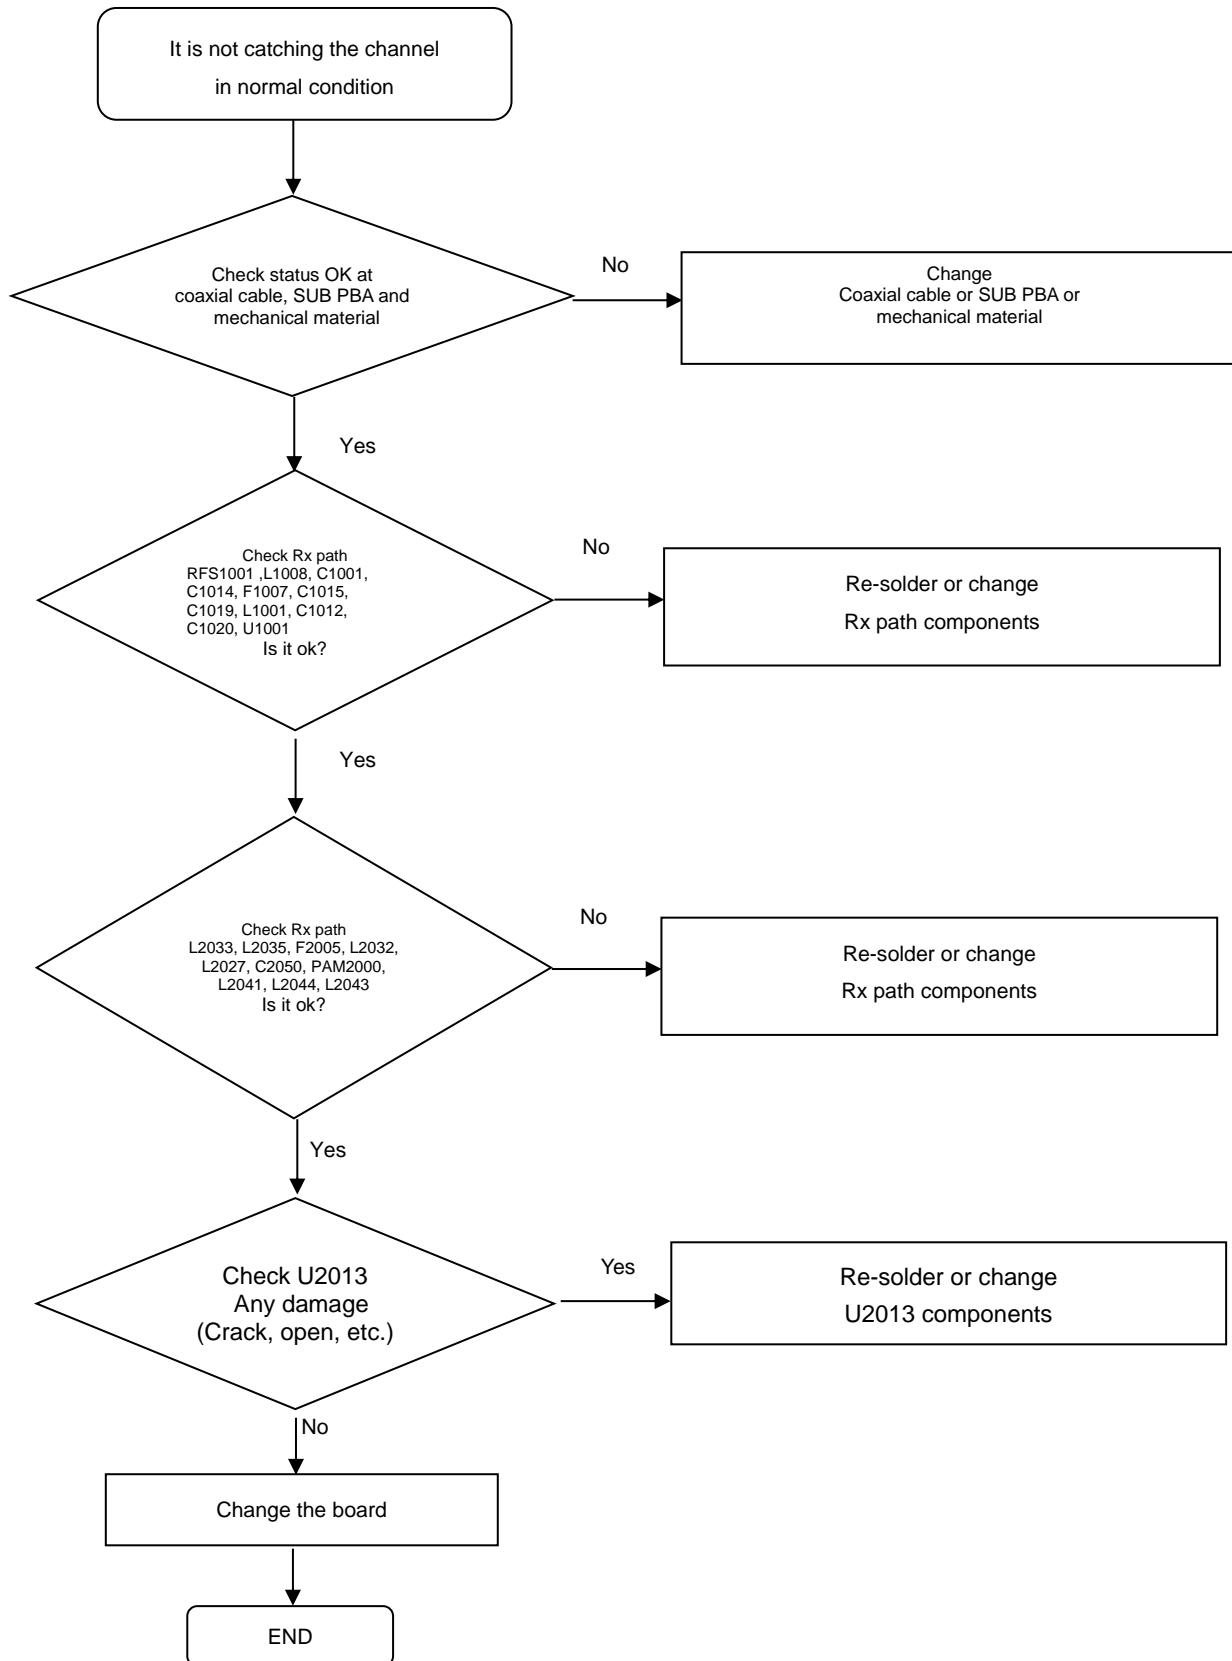 It is not catching the channel
in normal condition
Check status OK at
coaxial cable, SUB PBA and
mechanical material
No
Change
Coaxial cable or SUB PBA or
mechanical material
Yes
Check Rx path
RFS1001 ,L1008, C1001,
C1014, F1007, C1015,
C1019, L1001, C1012,
C1020, U1001
Is it ok?
No
Re-solder or change
Rx path components
Yes
Check Rx path
L2033, L2035, F2005, L2032,
L2027, C2050, PAM2000,
L2041, L2044, L2043
Is it ok?
No
Re-solder or change
Rx path components
Yes
Check U2013
Any damage
(Crack, open, etc.)
Yes
Re-solder or change
U2013 components
No
Change the board
END